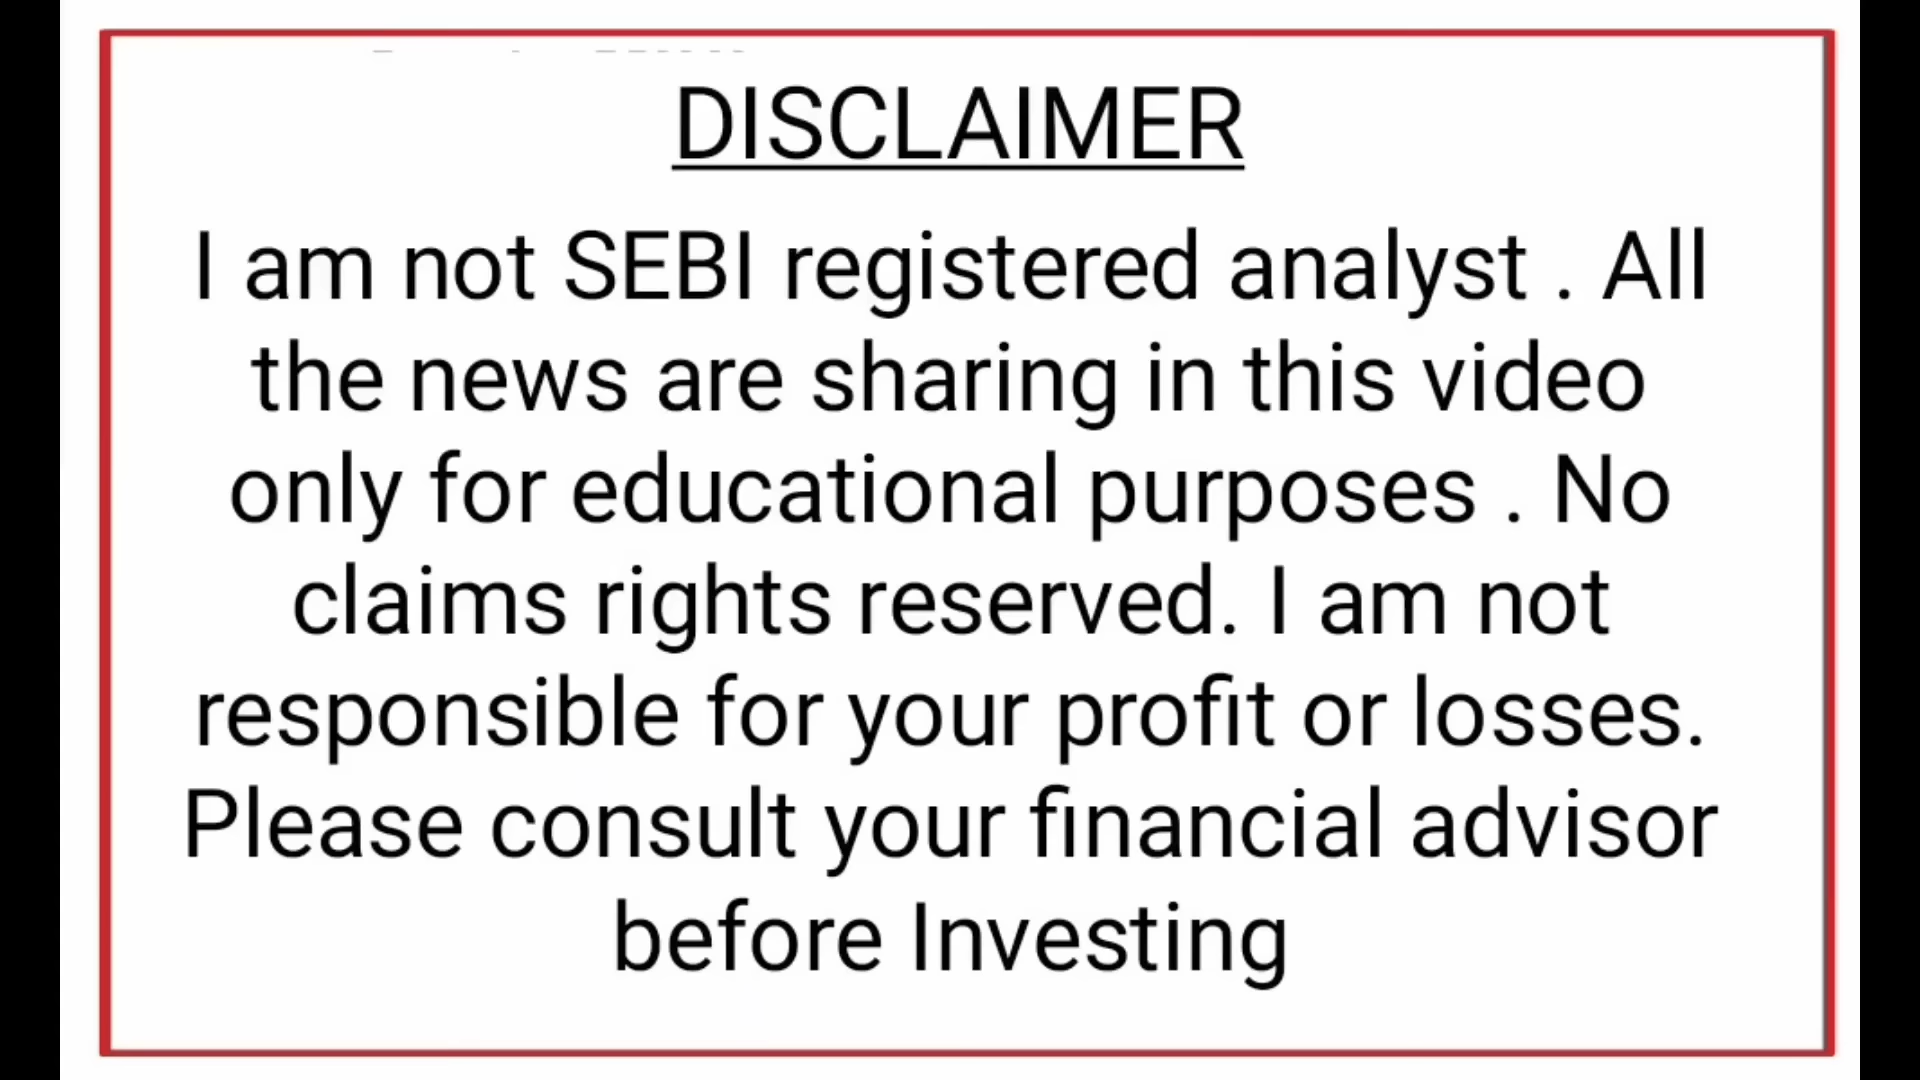 DISCLAIMER
I am not SEBI registered analyst . All
the news are sharing in this video
only for educational purposes . No
claims rights reserved. I am not
responsible for your profit or losses.
Please consult your financial advisor
before Investing